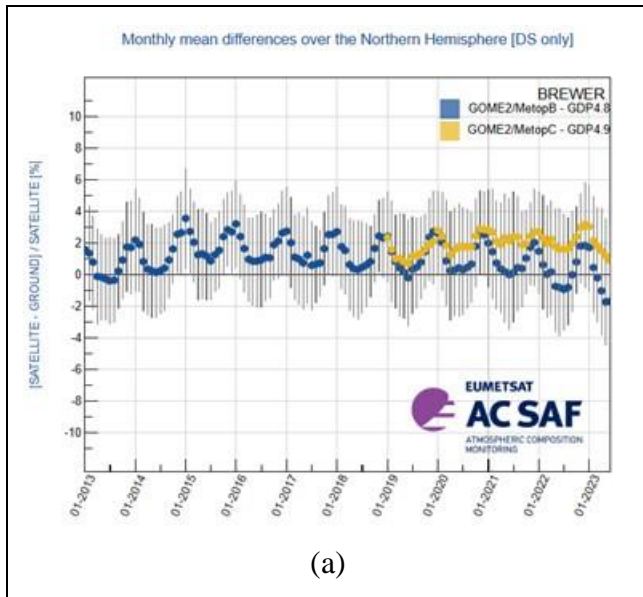 Monthly mean differences over the Northern Hemisphere [DS only]
BREWER
GOME2/MetopB - GDP4.8
GOME2/MetopC - GDP4.9
[SATELLITE - GROUND] / SATELLITE [%]
10
8
6
4
2
0
-2
-4
-6
-8
-10
EUMETSAT
AC SAF
ATMOSPHERIC COMPOSITION
MONITORING
01-2013
01-2014
01-2015
01-2016
01-2017
01-2018
01-2019
01-2020
01-2021
01-2022
01-2023
(a)